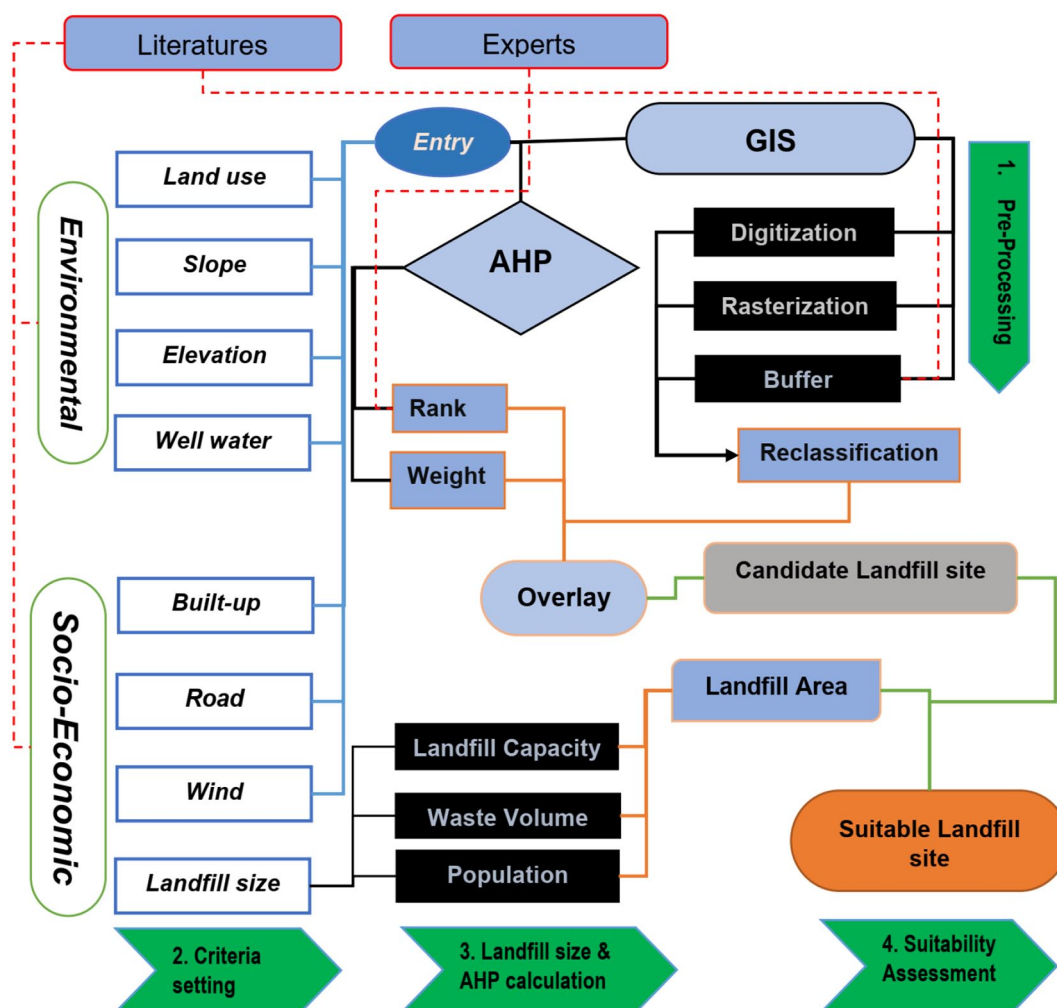 Literatures
Experts
Entry
GIS
AHP
1. Pre-Processing
Environmental
Land use
Slope
Elevation
Well water
Digitization
Rasterization
Buffer
Reclassification
Rank
Weight
Overlay
Candidate Landfill site
Socio-Economic
Built-up
Road
Wind
Landfill size
Landfill Capacity
Waste Volume
Population
Landfill Area
Suitable Landfill
site
2. Criteria
setting
3. Landfill size &
AHP calculation
4. Suitability
Assessment